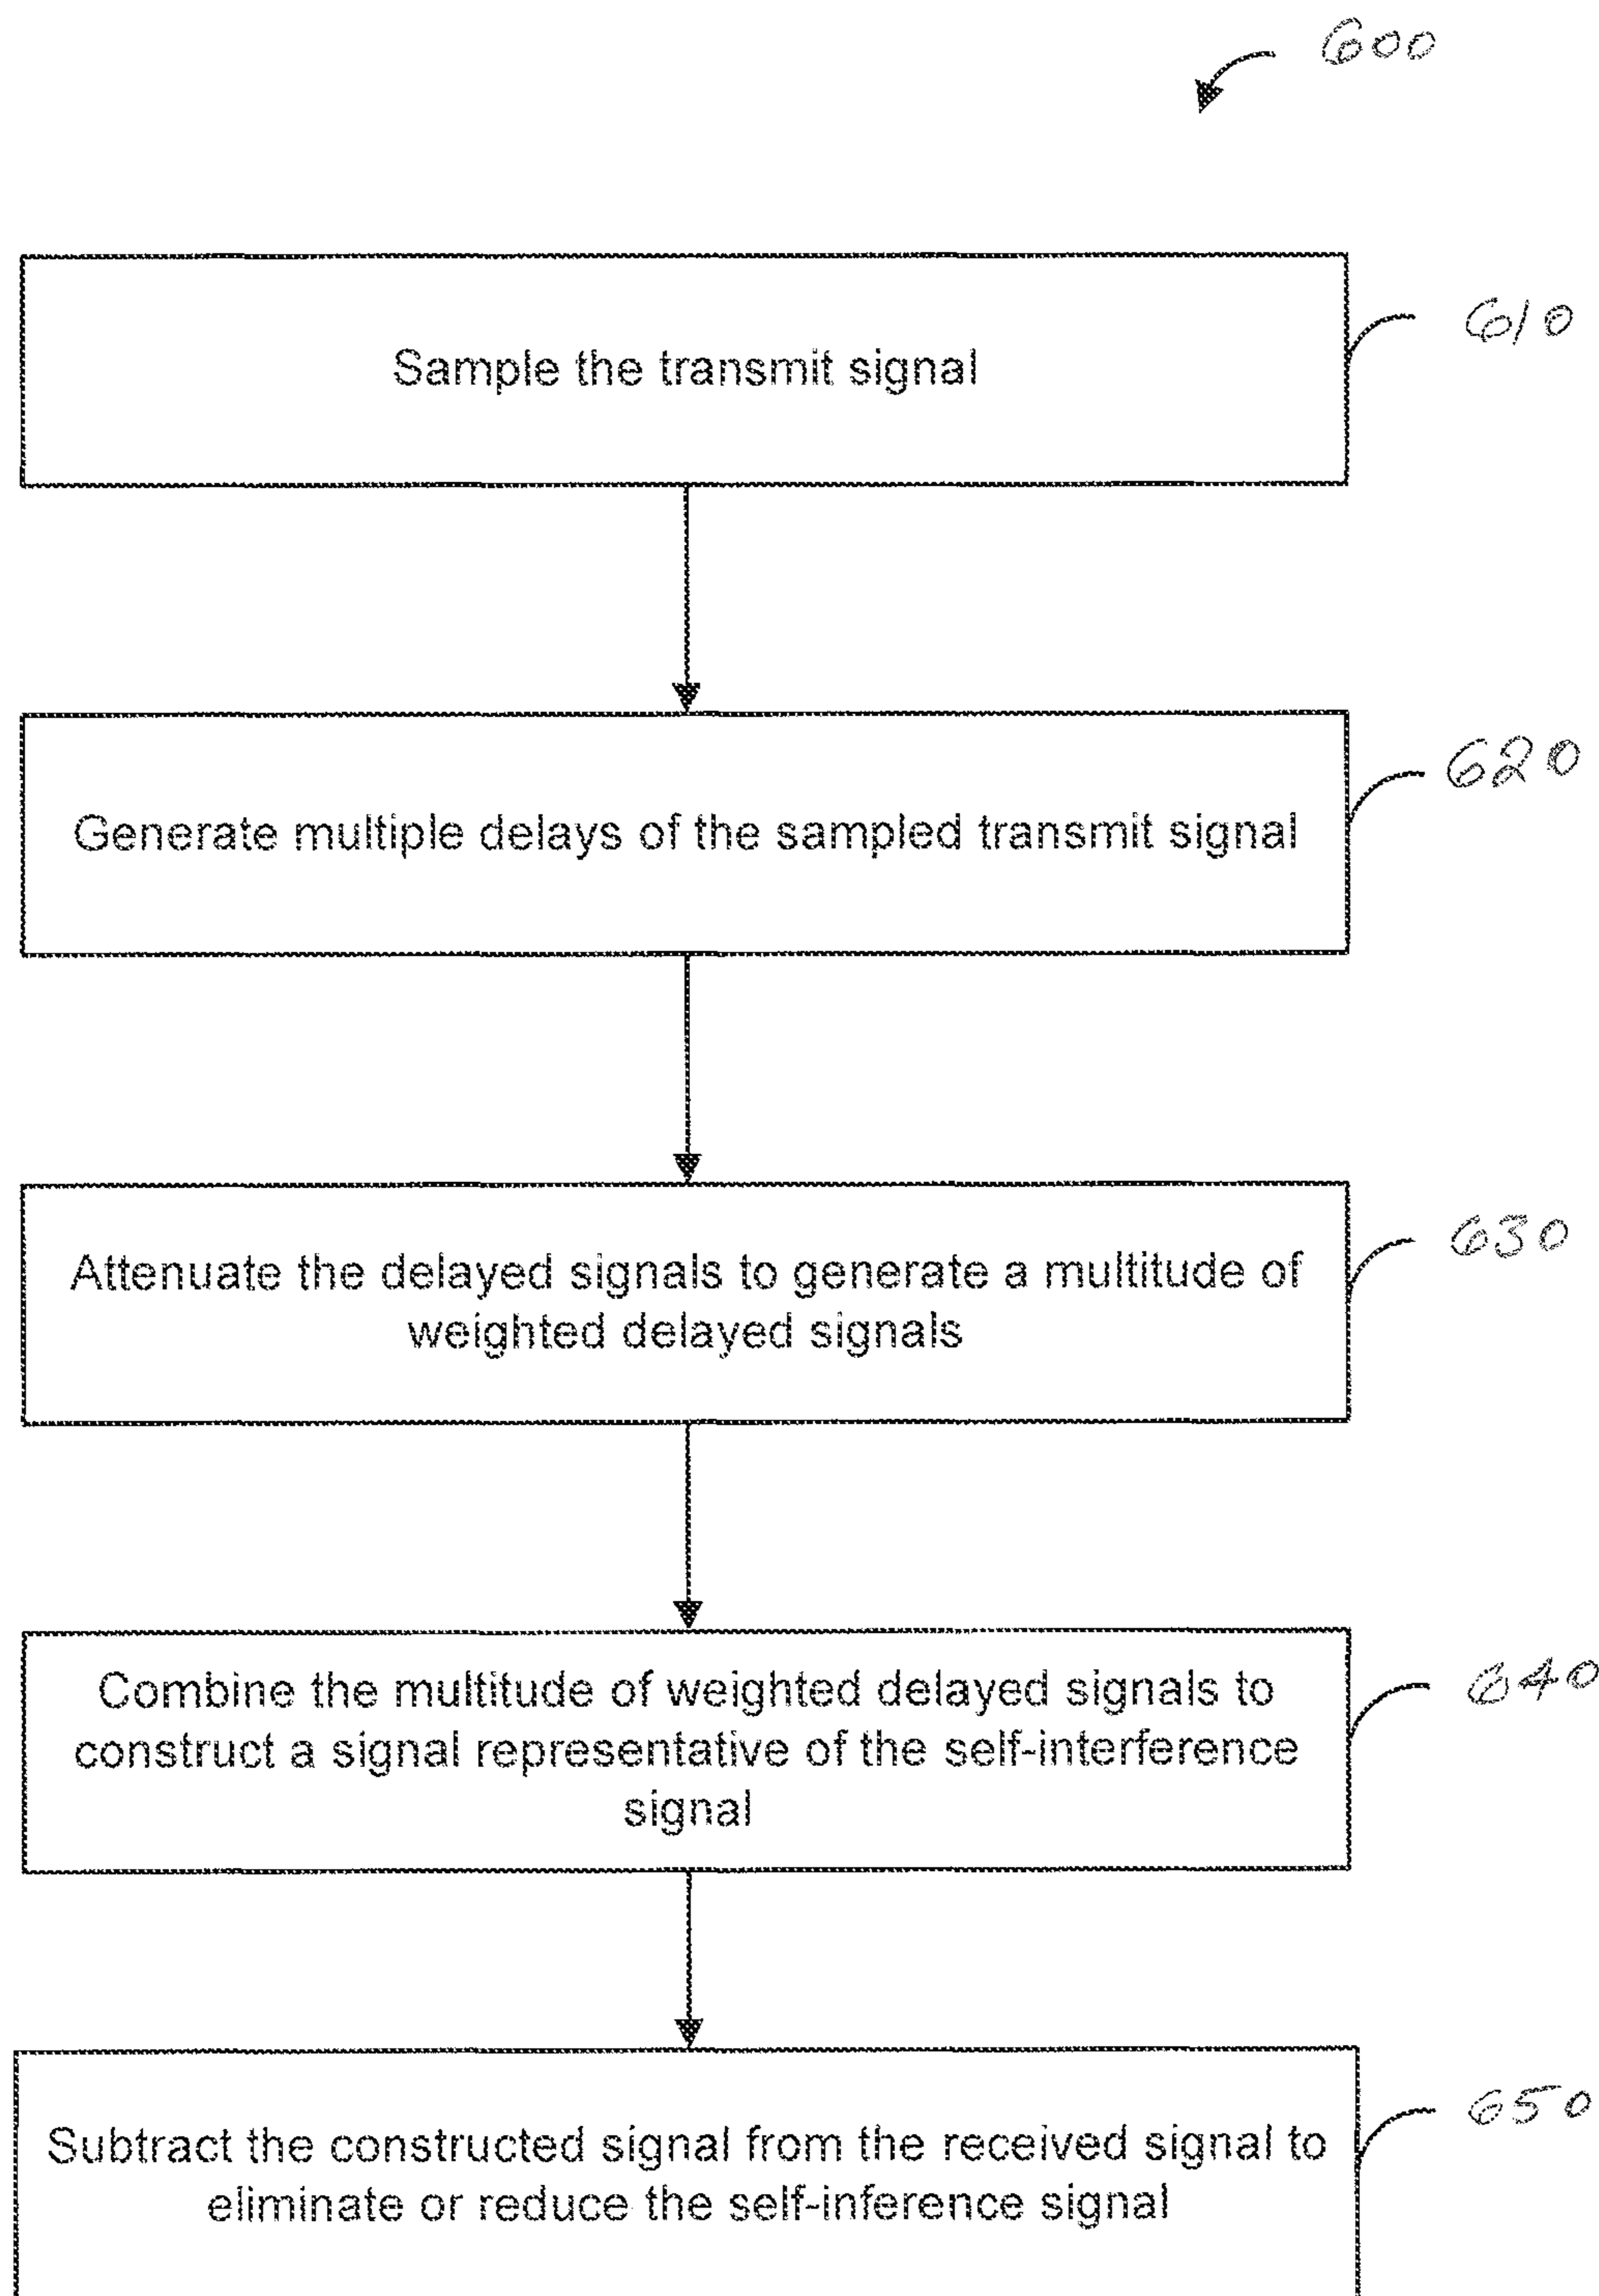 600
Sample the transmit signal
610
Generate multiple delays of the sampled transmit signal
620
Attenuate the delayed signals to generate a multitude of
weighted delayed signals
630
Combine the multitude of weighted delayed signals to
construct a signal representative of the self-interference
signal
640
Subtract the constructed signal from the received signal to
eliminate or reduce the self-inference signal
650